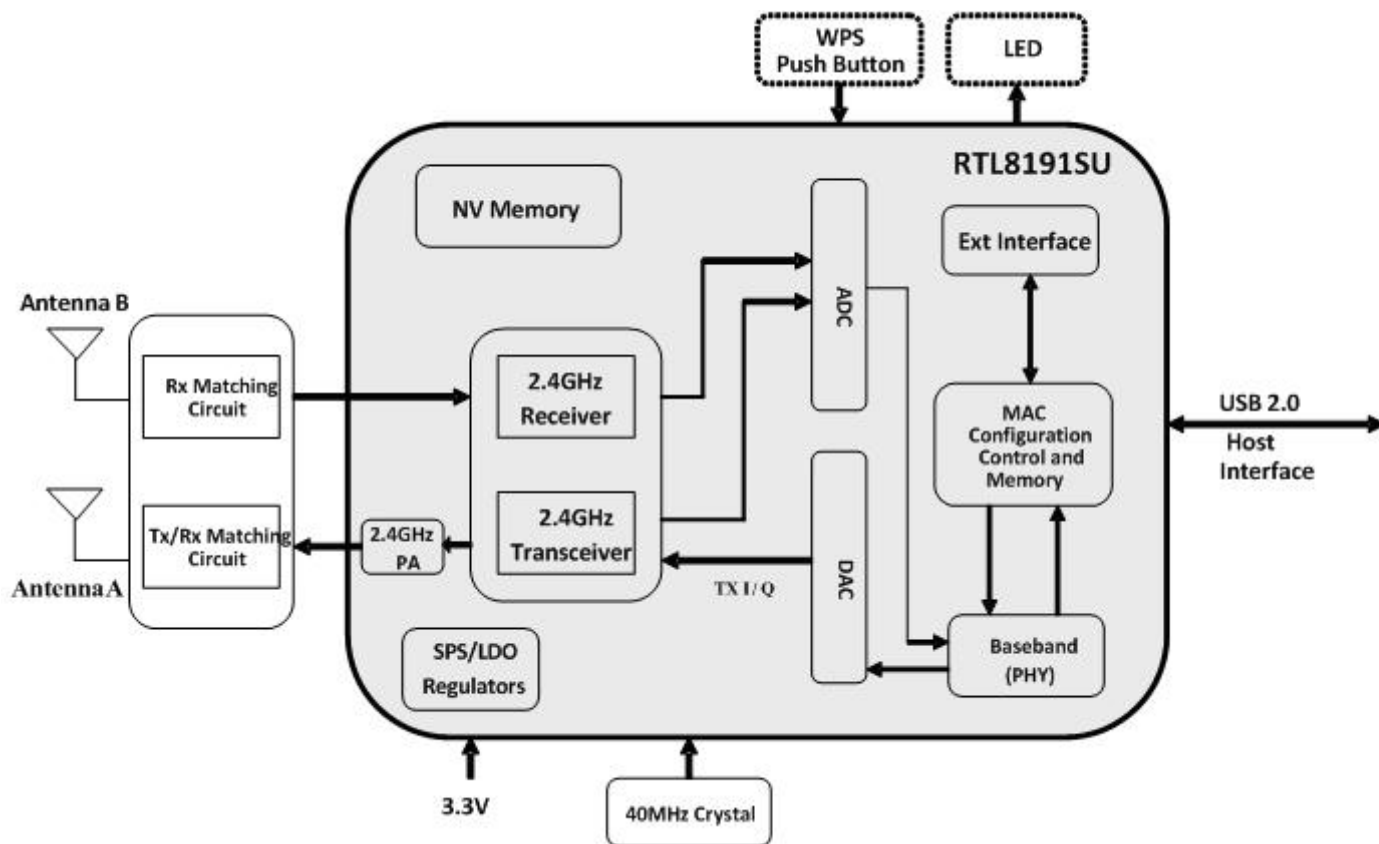 WPS
Push Button
LED
RTL8191SU
NV Memory
Ext Interface
ADC
Antenna B
Rx Matching
Circuit
2.4GHz
Receiver
MAC
Configuration
Control and
Memory
USB 2.0
Host
Interface
Tx/Rx Matching
Circuit
Antenna A
2.4GHz
PA
2.4GHz
Transceiver
TX I / Q
DAC
Baseband
(PHY)
SPS/LDO
Regulators
3.3V
40MHz Crystal